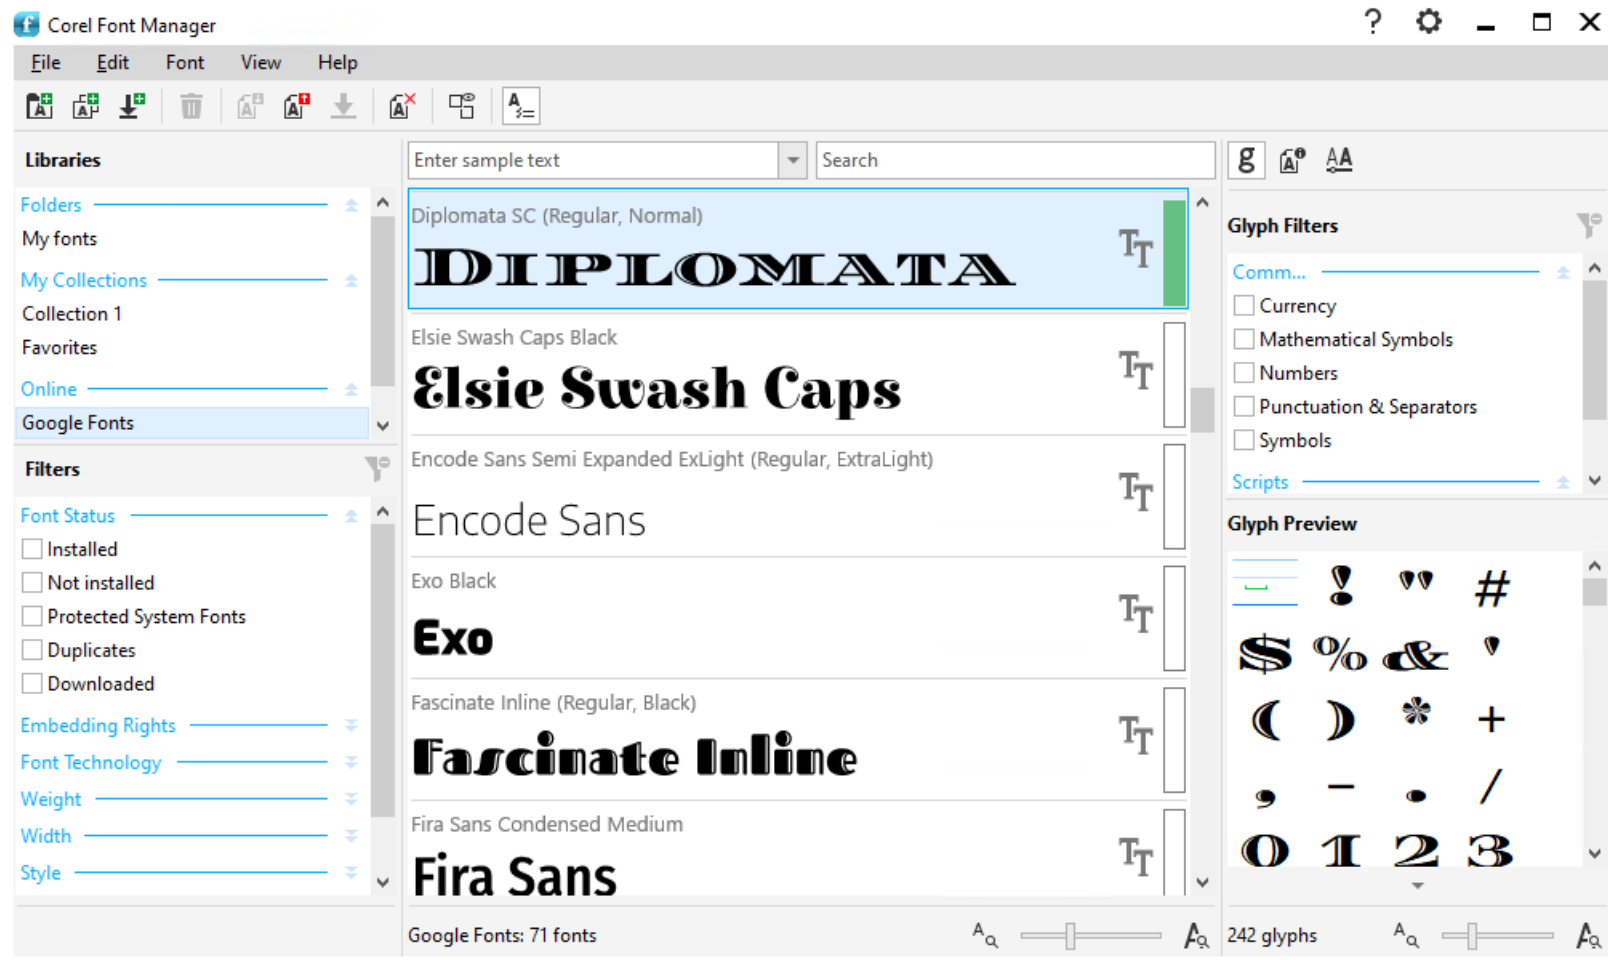 Corel Font Manager
File Edit Font View Help
Libraries
Folders
My fonts
My Collections
Collection 1
Favorites
Online
Google Fonts
Filters
Font Status
Installed
Not installed
Protected System Fonts
Duplicates
Downloaded
Embedding Rights
Font Technology
Weight
Width
Style
Enter sample text
Search
Diplomata SC (Regular, Normal)
DIPLOMATA
Elsie Swash Caps Black
Elsie Swash Caps
Encode Sans Semi Expanded ExLight (Regular, ExtraLight)
Encode Sans
Exo Black
Exo
Fascinate Inline (Regular, Black)
Fascinate Inline
Fira Sans Condensed Medium
Fira Sans
Google Fonts: 71 fonts
Glyph Filters
Comm...
Currency
Mathematical Symbols
Numbers
Punctuation & Separators
Symbols
Scripts
Glyph Preview
! " #
$ % & '
( ) * +
, - . /
0 1 2 3
242 glyphs